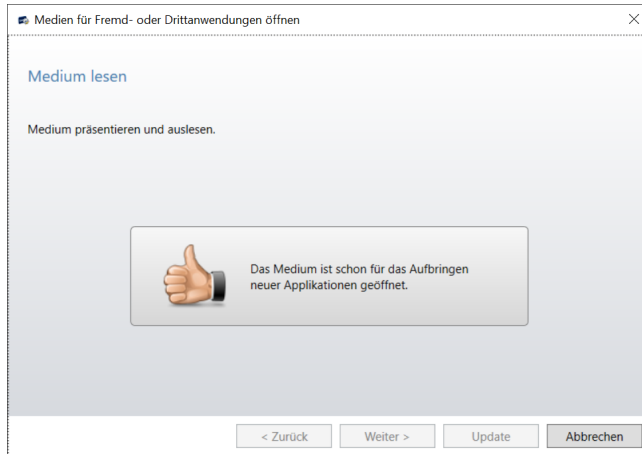 Medien für Fremd- oder Drittanwendungen öffnen
Medium lesen
Medium präsentieren und auslesen.
Das Medium ist schon für das Aufbringen
neuer Applikationen geöffnet.
< Zurück
Weiter >
Update
Abbrechen